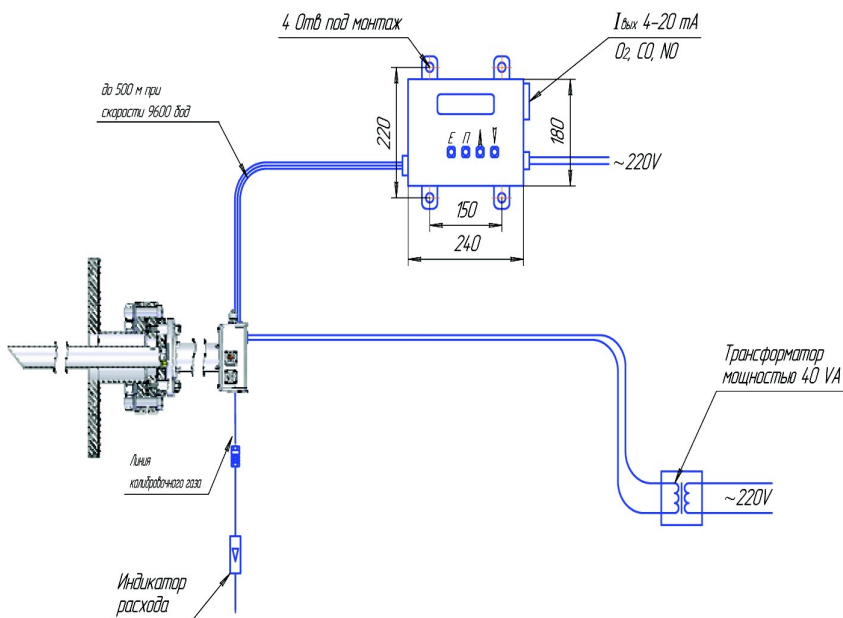 4 Отв под монтаж
Iвых 4-20 mA
O2, CO, NO
до 500 м при
скорости 9600 бод
220
180
Е П
~220V
150
240
Трансформатор
мощностью 40 VA
~220V
Линия
калибровочного газа
Индикатор
расхода